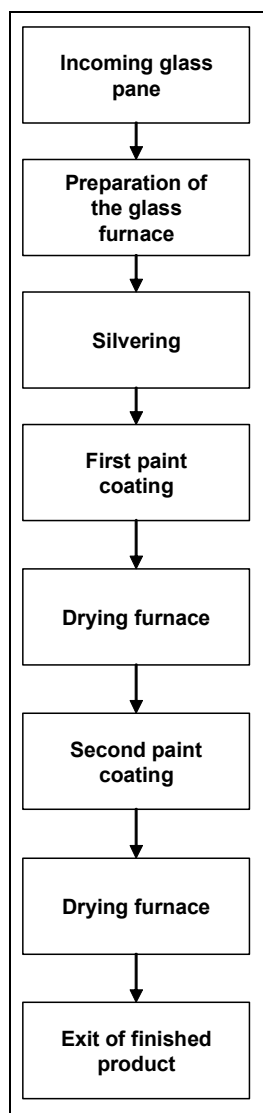 Incoming glass
pane
Preparation of
the glass
furnace
Silvering
First paint
coating
Drying furnace
Second paint
coating
Drying furnace
Exit of finished
product